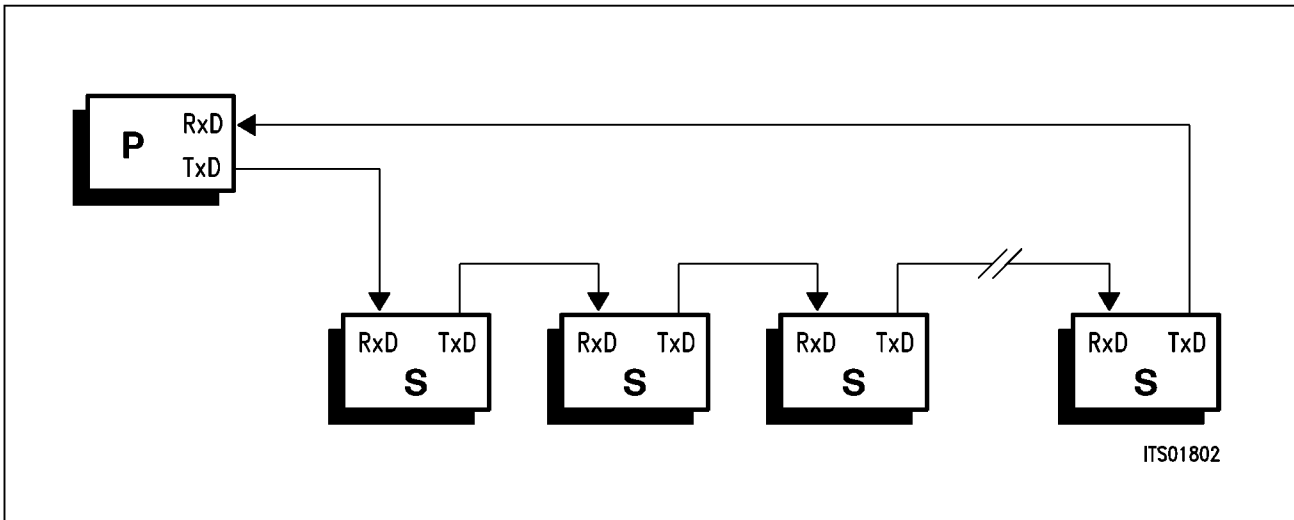 P
RxD
TxD
RxD TxD
S
RxD TxD
S
RxD TxD
S
RxD TxD
S
ITS01802